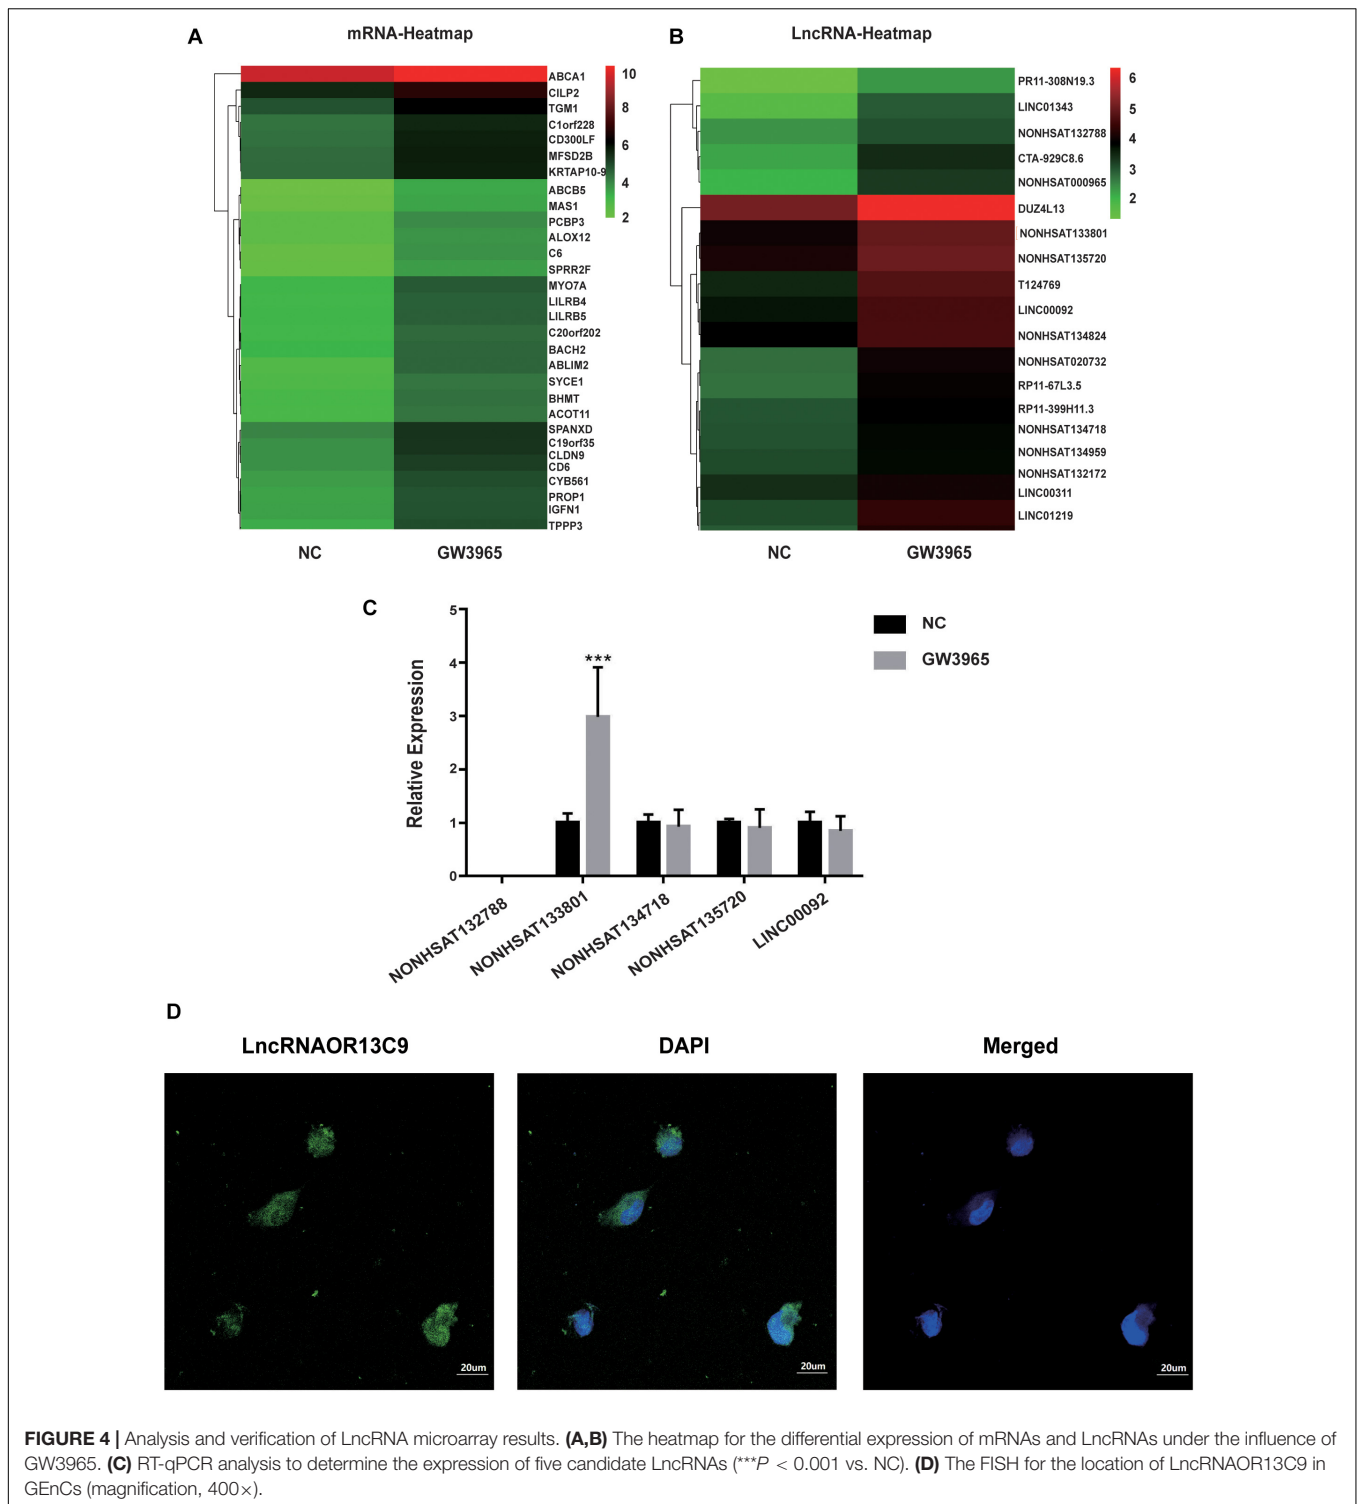 A
mRNA-Heatmap
B
LncRNA-Heatmap
ABCA1
CILP2
TGM1
C1orf228
CD300LF
MFSD2B
KRTAP10-9
ABCB5
MAS1
PCBP3
ALOX12
C6
SPRR2F
MYO7A
LILRB4
LILRB5
C20orf202
BACH2
ABLIM2
SYCE1
BHMT
ACOT11
SPANXD
C19orf35
CLDN9
CD6
CYB561
PROP1
IGFN1
TPPP3
10
8
6
4
2
NC GW3965
PR11-308N19.3
LINC01343
NONHSAT132788
CTA-929C8.6
NONHSAT000965
DUZ4L13
NONHSAT133801
NONHSAT135720
T124769
LINC00092
NONHSAT134824
NONHSAT020732
RP11-67L3.5
RP11-399H11.3
NONHSAT134718
NONHSAT134959
NONHSAT132172
LINC00311
LINC01219
6
5
4
3
2
NC GW3965
C
Relative Expression
5
4
3
2
1
0
***
NONHSAT132788
NONHSAT133801
NONHSAT134718
NONHSAT135720
LINC00092
NC
GW3965
D
LncRNAOR13C9
DAPI
Merged
20um
20um
20um
FIGURE 4 | Analysis and verification of LncRNA microarray results. (A,B) The heatmap for the differential expression of mRNAs and LncRNAs under the influence of
GW3965. (C) RT-qPCR analysis to determine the expression of five candidate LncRNAs (***P < 0.001 vs. NC). (D) The FISH for the location of LncRNAOR13C9 in
GEnCs (magnification, 400×).